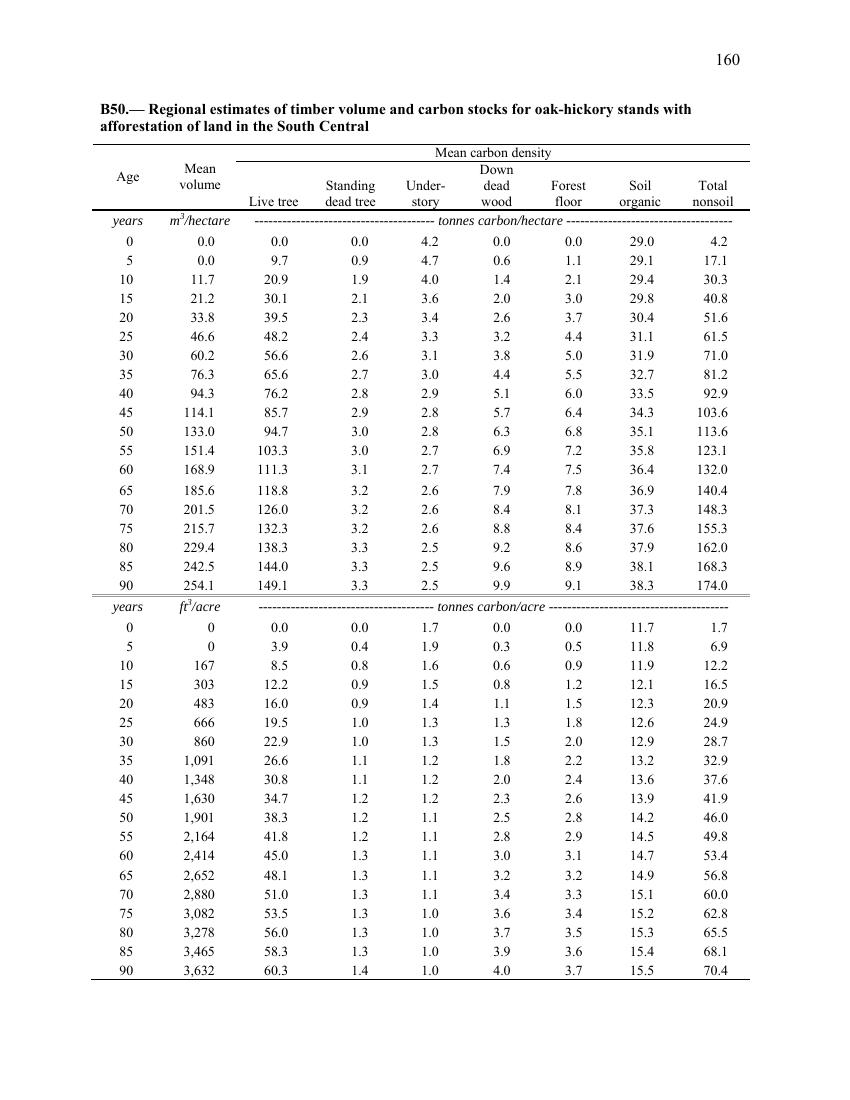 160
B50.— Regional estimates of timber volume and carbon stocks for oak-hickory stands with
afforestation of land in the South Central
Mean carbon density
Age Mean volume Live tree Standing dead tree Under-story Down dead wood Forest floor Soil organic Total nonsoil
years m³/hectare --------------------------------------- tonnes carbon/hectare ------------------------------------
0 0.0 0.0 0.0 4.2 0.0 0.0 29.0 4.2
5 0.0 9.7 0.9 4.7 0.6 1.1 29.1 17.1
10 11.7 20.9 1.9 4.0 1.4 2.1 29.4 30.3
15 21.2 30.1 2.1 3.6 2.0 3.0 29.8 40.8
20 33.8 39.5 2.3 3.4 2.6 3.7 30.4 51.6
25 46.6 48.2 2.4 3.3 3.2 4.4 31.1 61.5
30 60.2 56.6 2.6 3.1 3.8 5.0 31.9 71.0
35 76.3 65.6 2.7 3.0 4.4 5.5 32.7 81.2
40 94.3 76.2 2.8 2.9 5.1 6.0 33.5 92.9
45 114.1 85.7 2.9 2.8 5.7 6.4 34.3 103.6
50 133.0 94.7 3.0 2.8 6.3 6.8 35.1 113.6
55 151.4 103.3 3.0 2.7 6.9 7.2 35.8 123.1
60 168.9 111.3 3.1 2.7 7.4 7.5 36.4 132.0
65 185.6 118.8 3.2 2.6 7.9 7.8 36.9 140.4
70 201.5 126.0 3.2 2.6 8.4 8.1 37.3 148.3
75 215.7 132.3 3.2 2.6 8.8 8.4 37.6 155.3
80 229.4 138.3 3.3 2.5 9.2 8.6 37.9 162.0
85 242.5 144.0 3.3 2.5 9.6 8.9 38.1 168.3
90 254.1 149.1 3.3 2.5 9.9 9.1 38.3 174.0
years ft³/acre -------------------------------------- tonnes carbon/acre ---------------------------------------
0 0 0.0 0.0 1.7 0.0 0.0 11.7 1.7
5 0 3.9 0.4 1.9 0.3 0.5 11.8 6.9
10 167 8.5 0.8 1.6 0.6 0.9 11.9 12.2
15 303 12.2 0.9 1.5 0.8 1.2 12.1 16.5
20 483 16.0 0.9 1.4 1.1 1.5 12.3 20.9
25 666 19.5 1.0 1.3 1.3 1.8 12.6 24.9
30 860 22.9 1.0 1.3 1.5 2.0 12.9 28.7
35 1,091 26.6 1.1 1.2 1.8 2.2 13.2 32.9
40 1,348 30.8 1.1 1.2 2.0 2.4 13.6 37.6
45 1,630 34.7 1.2 1.2 2.3 2.6 13.9 41.9
50 1,901 38.3 1.2 1.1 2.5 2.8 14.2 46.0
55 2,164 41.8 1.2 1.1 2.8 2.9 14.5 49.8
60 2,414 45.0 1.3 1.1 3.0 3.1 14.7 53.4
65 2,652 48.1 1.3 1.1 3.2 3.2 14.9 56.8
70 2,880 51.0 1.3 1.1 3.4 3.3 15.1 60.0
75 3,082 53.5 1.3 1.0 3.6 3.4 15.2 62.8
80 3,278 56.0 1.3 1.0 3.7 3.5 15.3 65.5
85 3,465 58.3 1.3 1.0 3.9 3.6 15.4 68.1
90 3,632 60.3 1.4 1.0 4.0 3.7 15.5 70.4